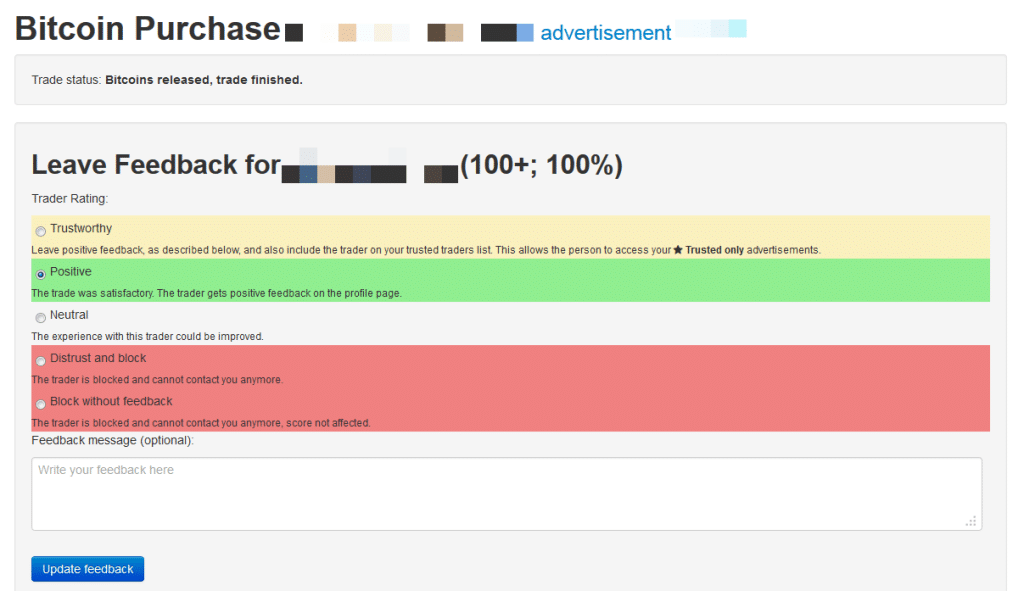 Bitcoin Purchase advertisement
Trade status: Bitcoins released, trade finished.
Leave Feedback for (100+; 100%)
Trader Rating:
Trustworthy
Leave positive feedback, as described below, and also include the trader on your trusted traders list. This allows the person to access your ★ Trusted only advertisements.
Positive
The trade was satisfactory. The trader gets positive feedback on the profile page.
Neutral
The experience with this trader could be improved.
Distrust and block
The trader is blocked and cannot contact you anymore.
Block without feedback
The trader is blocked and cannot contact you anymore, score not affected.
Feedback message (optional):
Write your feedback here
Update feedback